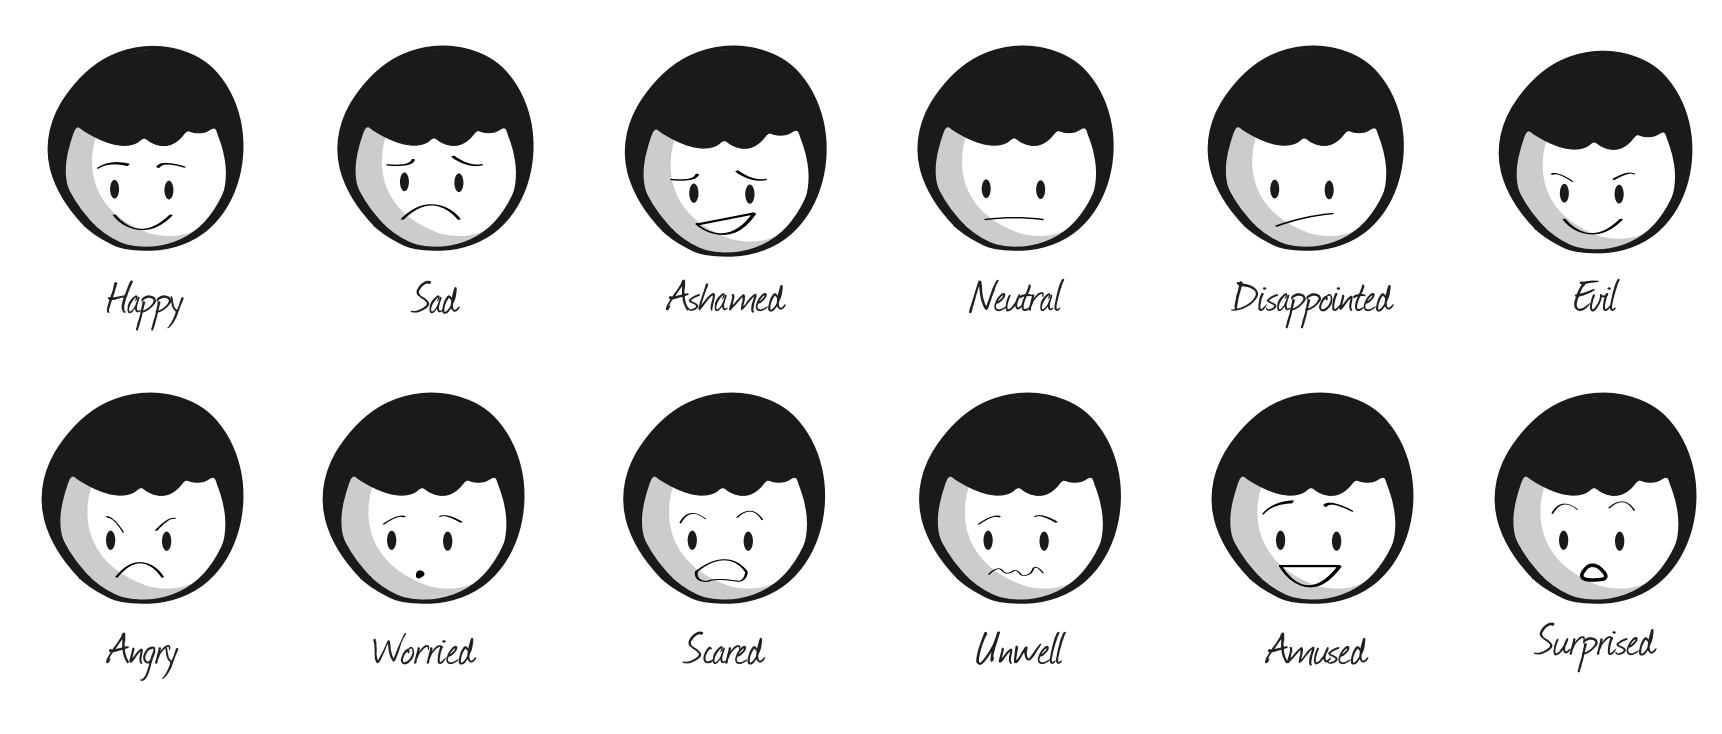 Happy
Sad
Ashamed
Neutral
Disappointed
Evil
Angry
Worried
Scared
Unwell
Amused
Surprised